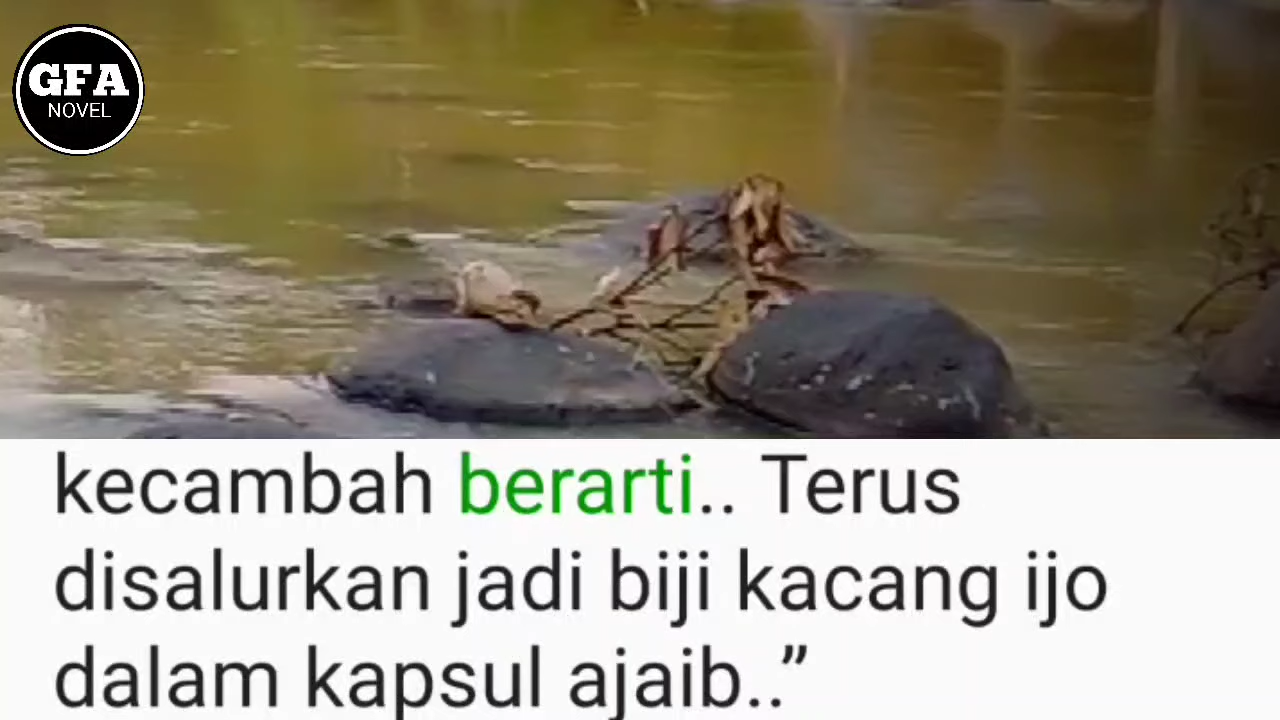 GFA
NOVEL
kecambah berarti.. Terus
disalurkan jadi biji kacang ijo
dalam kapsul ajaib..”